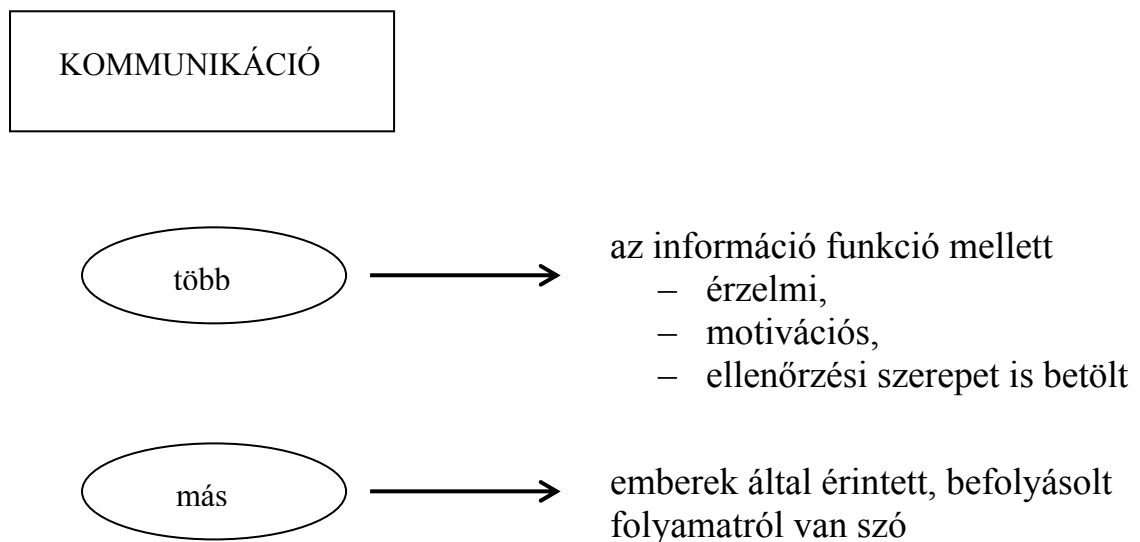 KOMMUNIKÁCIÓ
több
az információ funkció mellett
– érzelmi,
– motivációs,
– ellenőrzési szerepet is betölt
más
emberek által érintett, befolyásolt
folyamatról van szó